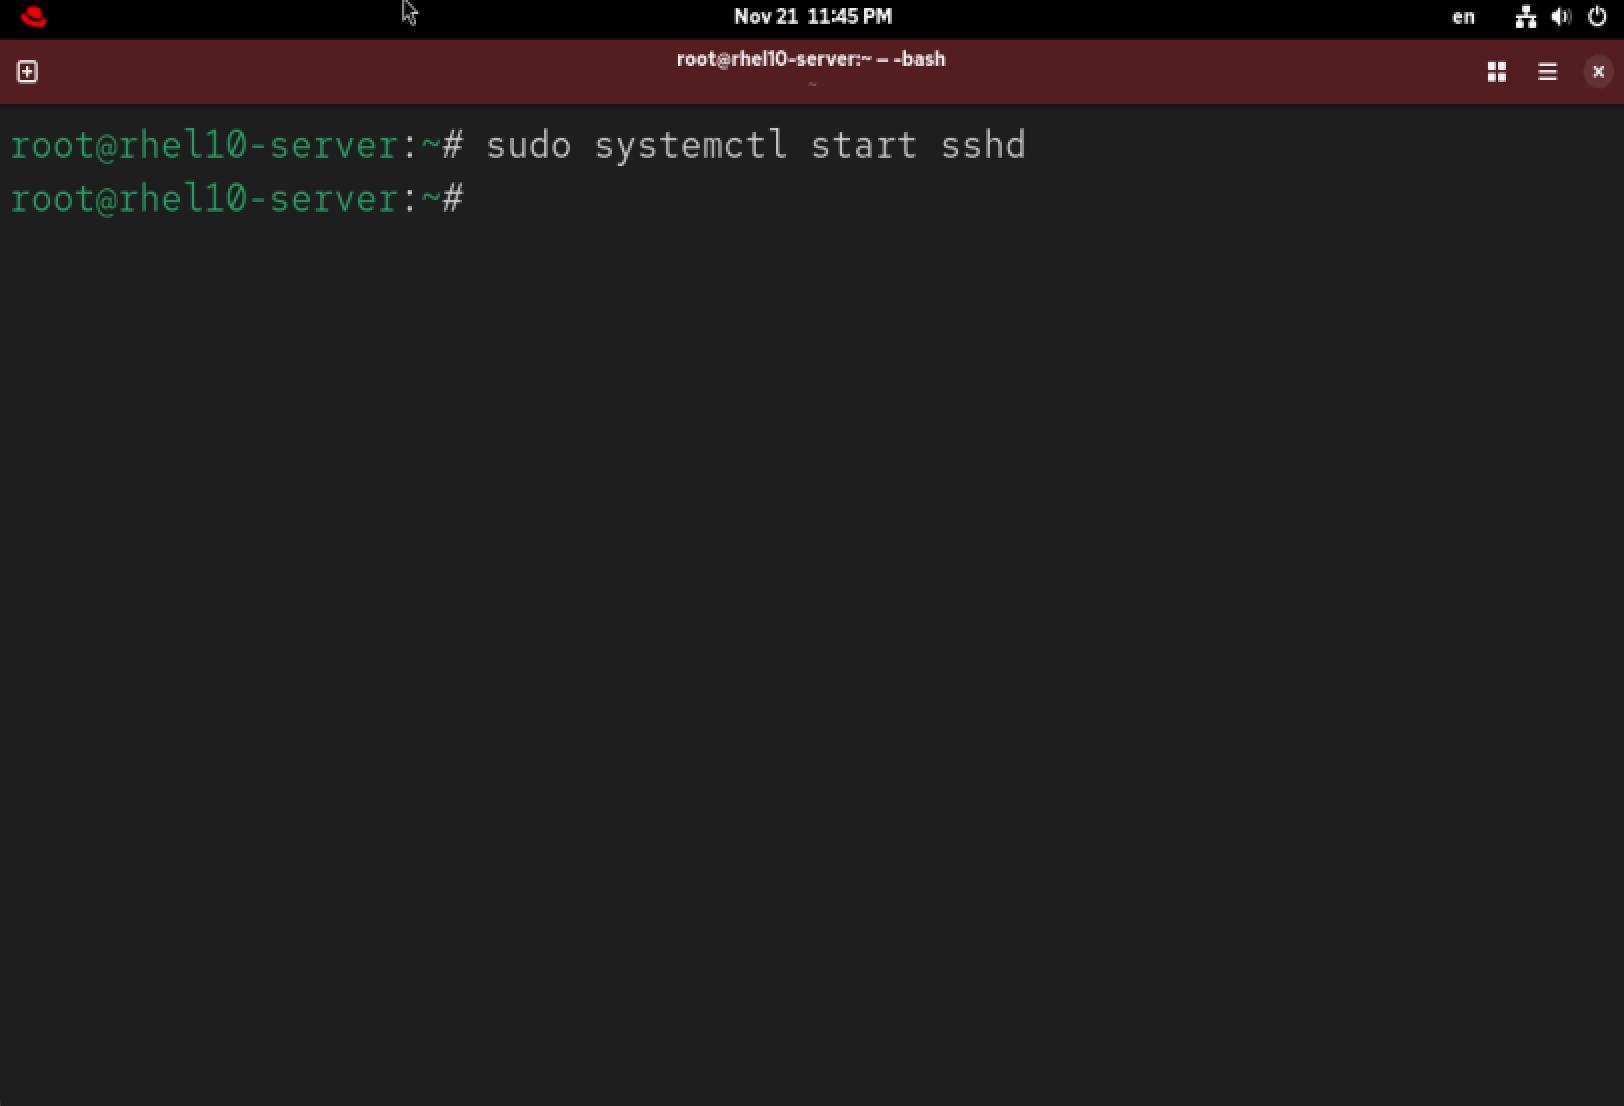 Nov 21 11:45 PM
en
root@rhel10-server:~ – -bash
~
root@rhel10-server:~# sudo systemctl start sshd
root@rhel10-server:~#